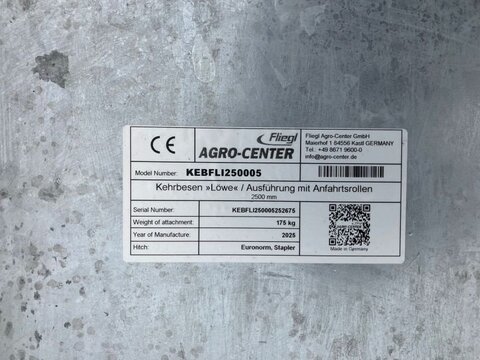 CE
Fliegl
AGRO-CENTER
Fliegl Agro-Center GmbH
Maierhof 1 84556 Kastl GERMANY
Tel.: +49 8671 9600-0
info@agro-center.de
Model Number: KEBFLI250005
Kehrbesen »Löwe« / Ausführung mit Anfahrtsrollen
2500 mm
Serial Number: KEBFLI250005252675
Weight of attachment: 175 kg
Year of Manufacture: 2025
Hitch: Euronorm, Stapler
Made in Germany